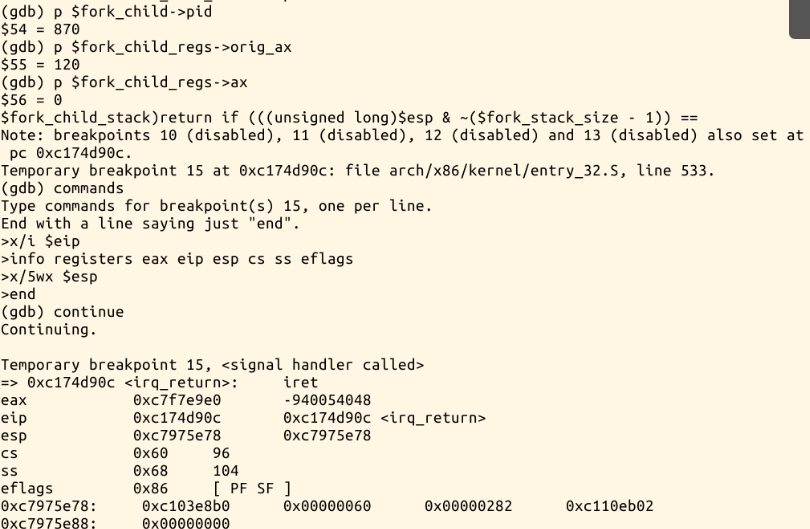 (gdb) p $fork_child->pid
$54 = 870
(gdb) p $fork_child_regs->orig_ax
$55 = 120
(gdb) p $fork_child_regs->ax
$56 = 0
$fork_child_stack)return if (((unsigned long)$esp & ~($fork_stack_size - 1)) ==
Note: breakpoints 10 (disabled), 11 (disabled), 12 (disabled) and 13 (disabled) also set at
 pc 0xc174d90c.
Temporary breakpoint 15 at 0xc174d90c: file arch/x86/kernel/entry_32.S, line 533.
(gdb) commands
Type commands for breakpoint(s) 15, one per line.
End with a line saying just "end".
>x/i $eip
>info registers eax eip esp cs ss eflags
>x/5wx $esp
>end
(gdb) continue
Continuing.
Temporary breakpoint 15, <signal handler called>
=> 0xc174d90c <irq_return>:     iret
eax            0xc7f7e9e0       -940054048
eip            0xc174d90c       0xc174d90c <irq_return>
esp            0xc7975e78       0xc7975e78
cs             0x60     96
ss             0x68     104
eflags         0x86     [ PF SF ]
0xc7975e78:     0xc103e8b0      0x00000060      0x00000282      0xc110eb02
0xc7975e88:     0x00000000